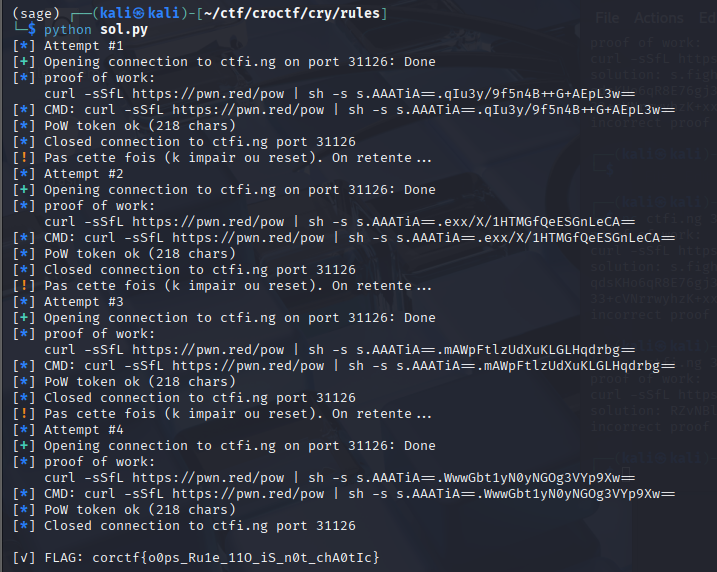 (sage) ┌──(kali㉿kali)-[~/ctf/croctf/cry/rules]
└─$ python sol.py
[*] Attempt #1
[+] Opening connection to ctfi.ng on port 31126: Done
[*] proof of work:
curl -sSfL https://pwn.red/pow | sh -s s.AAATiA==.qIu3y/9f5n4B++G+AEpL3w==
[*] CMD: curl -sSfL https://pwn.red/pow | sh -s s.AAATiA==.qIu3y/9f5n4B++G+AEpL3w==
[*] PoW token ok (218 chars)
[*] Closed connection to ctfi.ng port 31126
[!] Pas cette fois (k impair ou reset). On retente...
[*] Attempt #2
[+] Opening connection to ctfi.ng on port 31126: Done
[*] proof of work:
curl -sSfL https://pwn.red/pow | sh -s s.AAATiA==.exx/X/1HTMGfQeESGnLeCA==
[*] CMD: curl -sSfL https://pwn.red/pow | sh -s s.AAATiA==.exx/X/1HTMGfQeESGnLeCA==
[*] PoW token ok (218 chars)
[*] Closed connection to ctfi.ng port 31126
[!] Pas cette fois (k impair ou reset). On retente...
[*] Attempt #3
[+] Opening connection to ctfi.ng on port 31126: Done
[*] proof of work:
curl -sSfL https://pwn.red/pow | sh -s s.AAATiA==.mAWpFtlzUdXuKLGLHqdrbg==
[*] CMD: curl -sSfL https://pwn.red/pow | sh -s s.AAATiA==.mAWpFtlzUdXuKLGLHqdrbg==
[*] PoW token ok (218 chars)
[*] Closed connection to ctfi.ng port 31126
[!] Pas cette fois (k impair ou reset). On retente...
[*] Attempt #4
[+] Opening connection to ctfi.ng on port 31126: Done
[*] proof of work:
curl -sSfL https://pwn.red/pow | sh -s s.AAATiA==.WwwGbt1yN0yNGOg3VYp9Xw==
[*] CMD: curl -sSfL https://pwn.red/pow | sh -s s.AAATiA==.WwwGbt1yN0yNGOg3VYp9Xw==
[*] PoW token ok (218 chars)
[*] Closed connection to ctfi.ng port 31126
[√] FLAG: corctf{o0ps_Ru1e_11O_iS_n0t_chA0tIc}
File Actions
proof of work:
incorrect proof